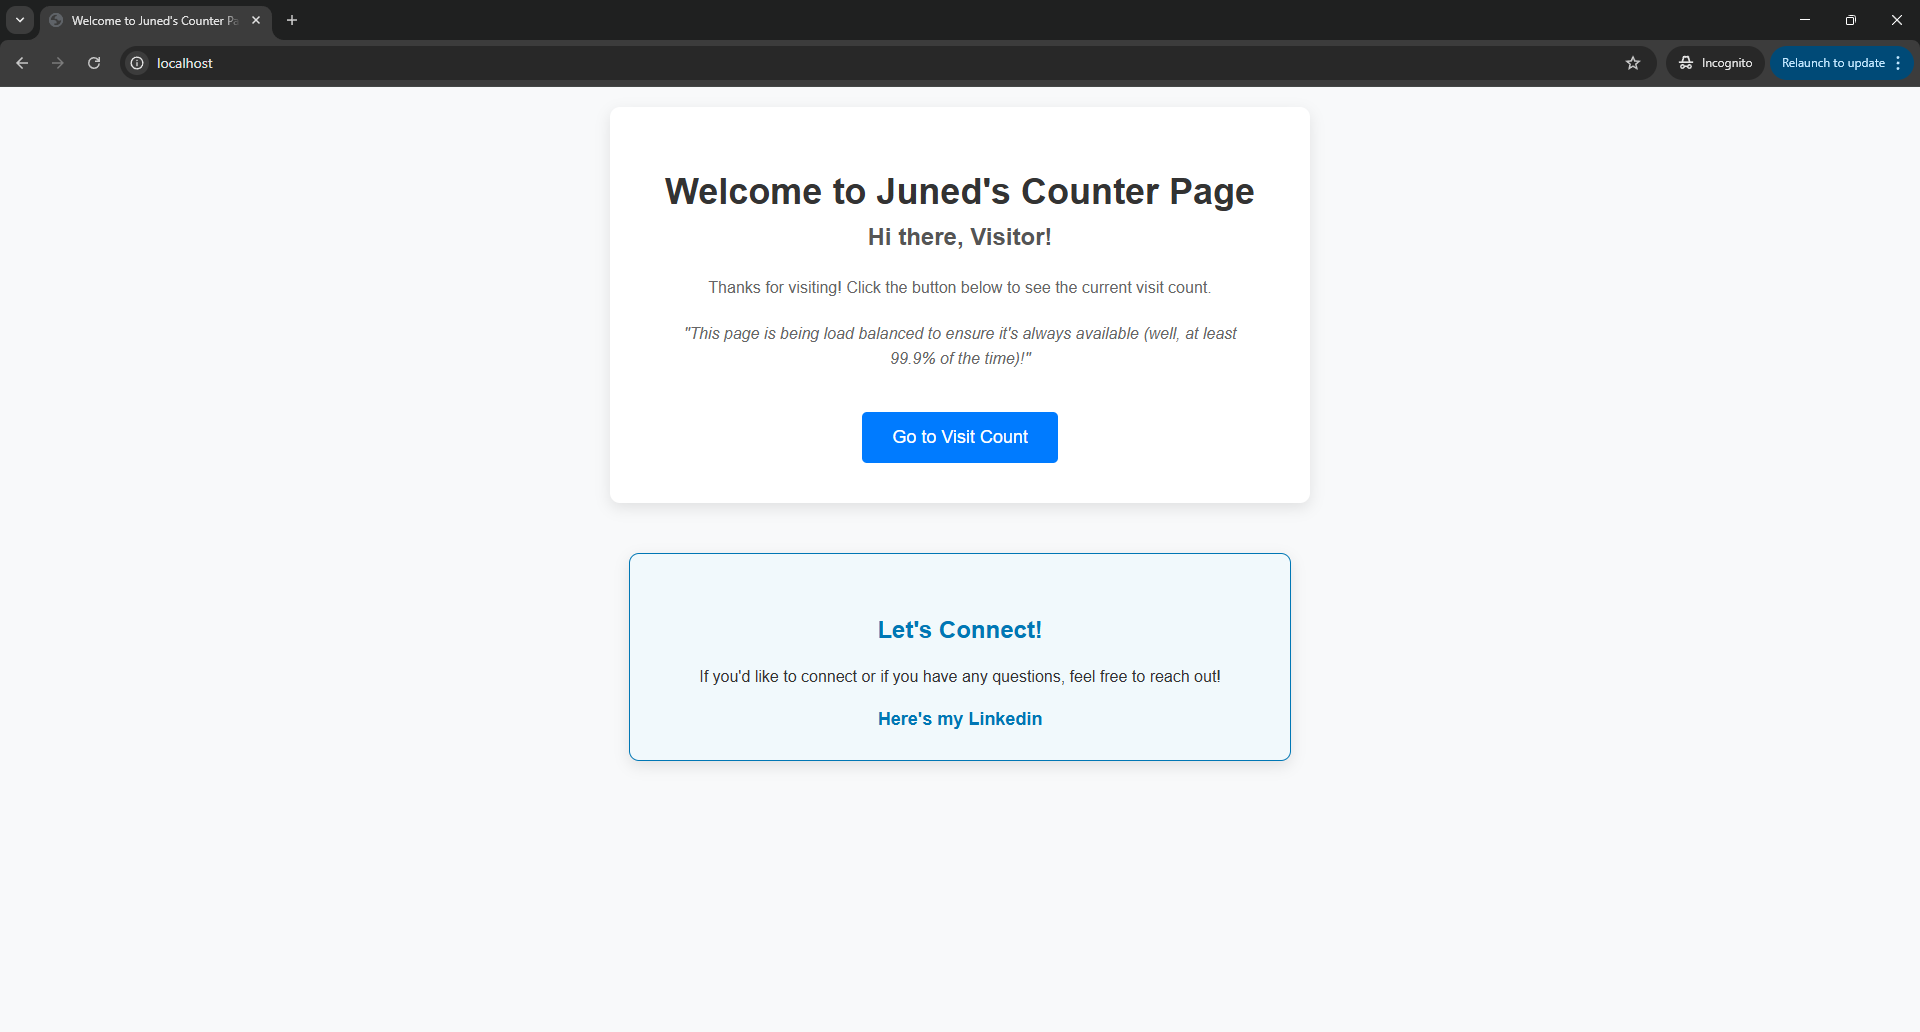 Welcome to Juned's Counter Pa
localhost
Incognito
Relaunch to update
Welcome to Juned's Counter Page
Hi there, Visitor!
Thanks for visiting! Click the button below to see the current visit count.
"This page is being load balanced to ensure it's always available (well, at least
99.9% of the time)!"
Go to Visit Count
Let's Connect!
If you'd like to connect or if you have any questions, feel free to reach out!
Here's my Linkedin